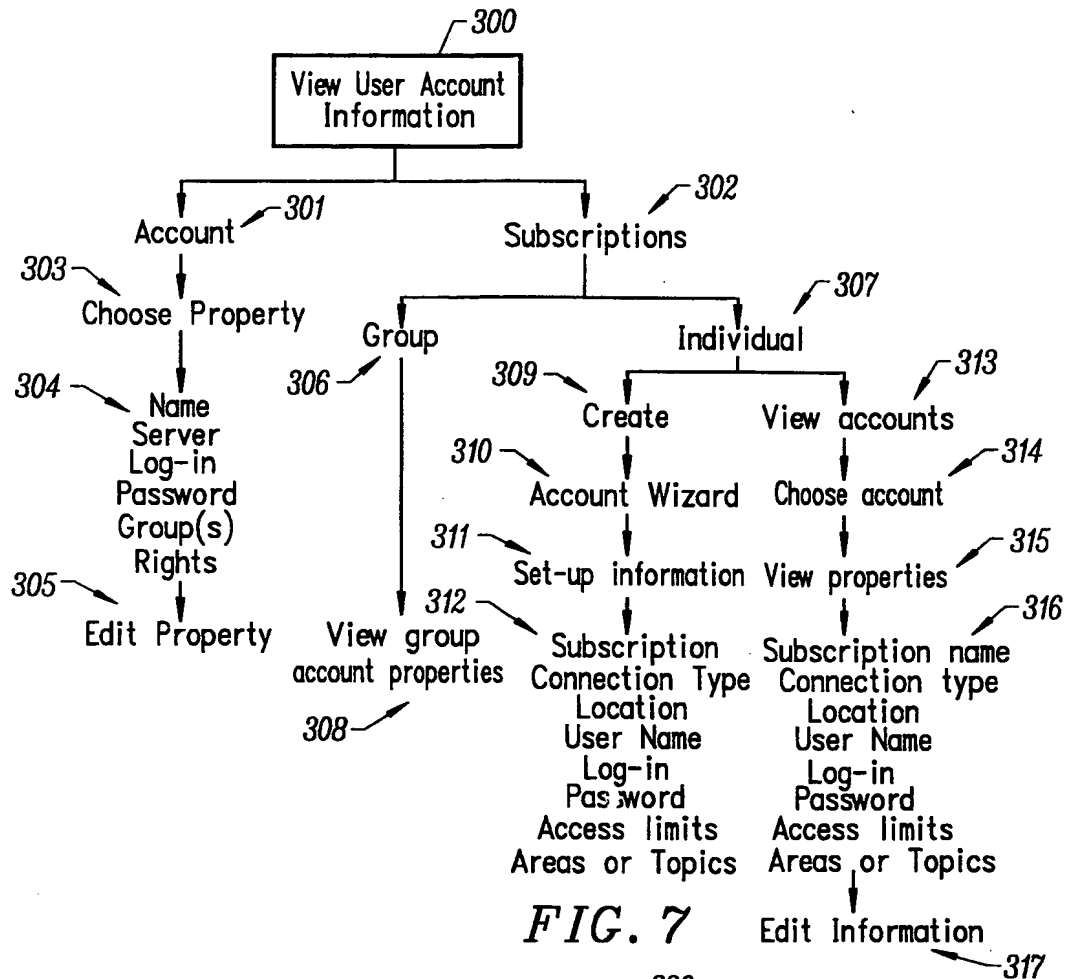 300
View User Account
Information
301
Account
302
Subscriptions
303
Choose Property
307
Group
306
Individual
304
Name
Server
Log-in
Password
Group(s)
Rights
309
Create
313
View accounts
310
Account Wizard
314
Choose account
311
Set-up information
315
View properties
305
Edit Property
View group
account properties
308
312
Subscription
Connection Type
Location
User Name
Log-in
Password
Access limits
Areas or Topics
316
Subscription name
Connection type
Location
User Name
Log-in
Password
Access limits
Areas or Topics
FIG. 7
Edit Information
317